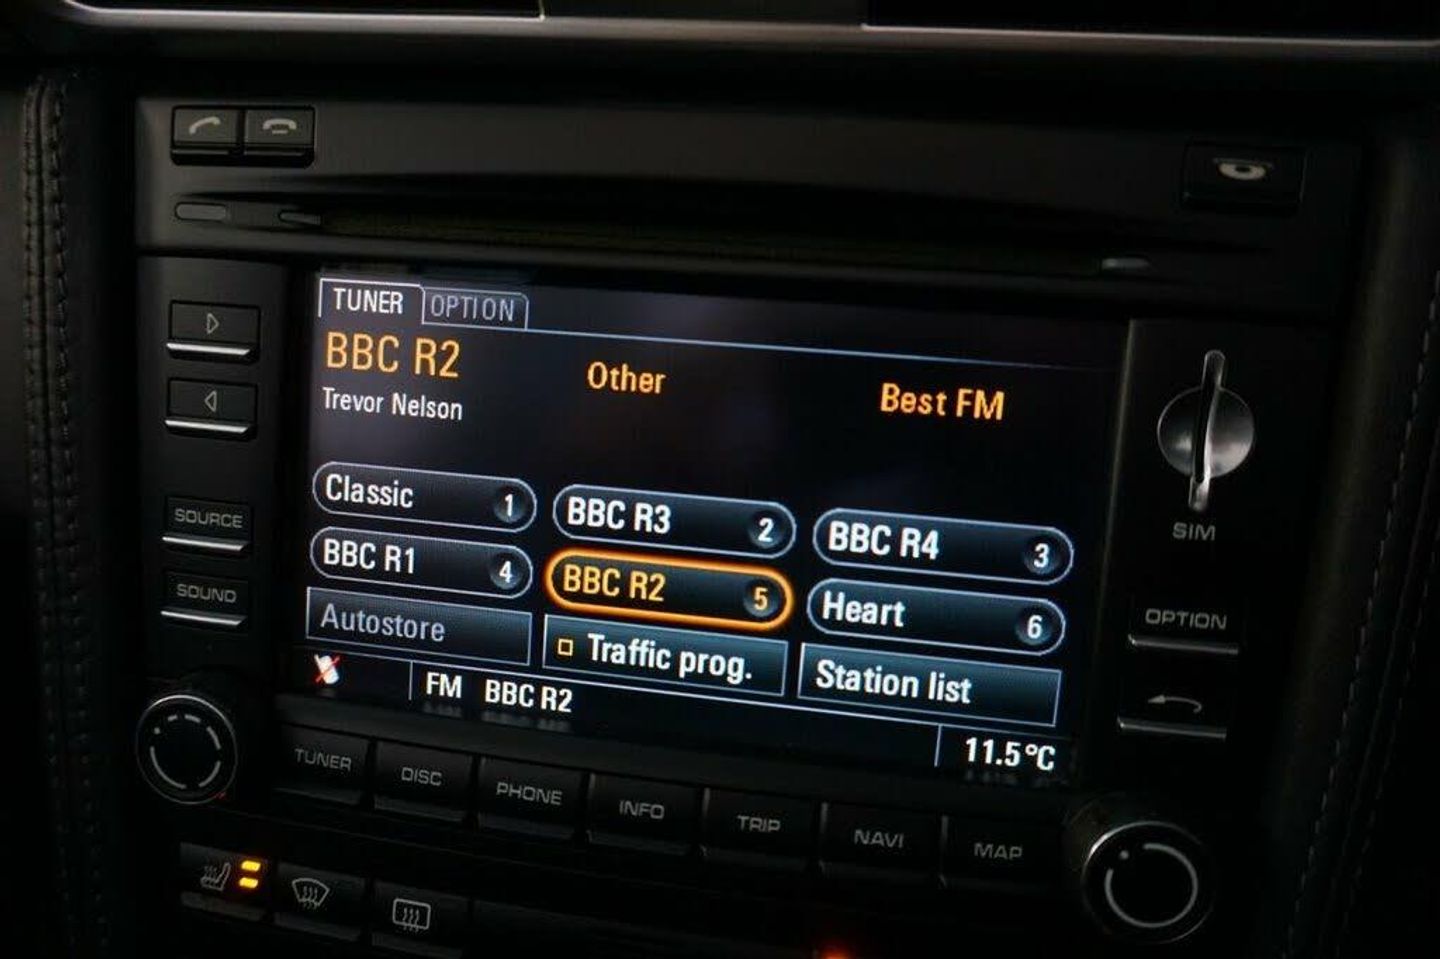 TUNER OPTION
BBC R2 Other Best FM
Trevor Nelson
Classic 1 BBC R3 2 BBC R4 3
BBC R1 4 BBC R2 5 Heart 6
Autostore Traffic prog. Station list
FM BBC R2
11.5°C
SOURCE
SOUND
SIM
OPTION
TUNER DISC PHONE INFO TRIP NAVI MAP